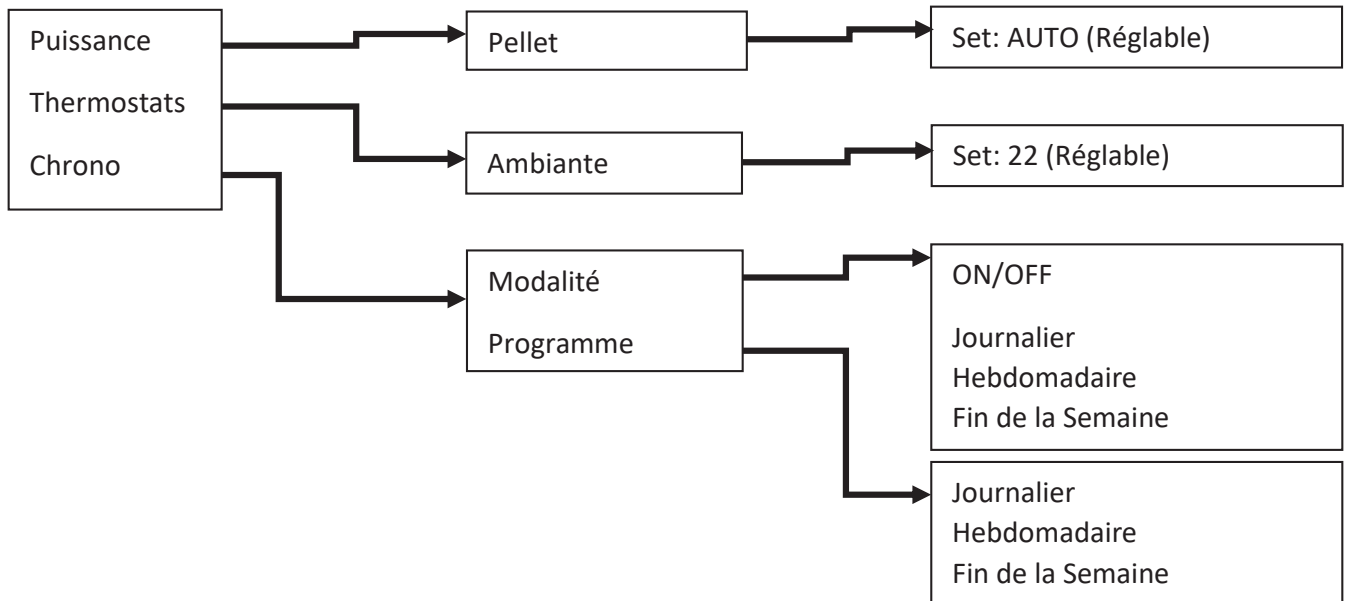 Puissance
Thermostats
Chrono
Pellet
Set: AUTO (Réglable)
Ambiante
Set: 22 (Réglable)
Modalité
Programme
ON/OFF
Journalier
Hebdomadaire
Fin de la Semaine
Journalier
Hebdomadaire
Fin de la Semaine